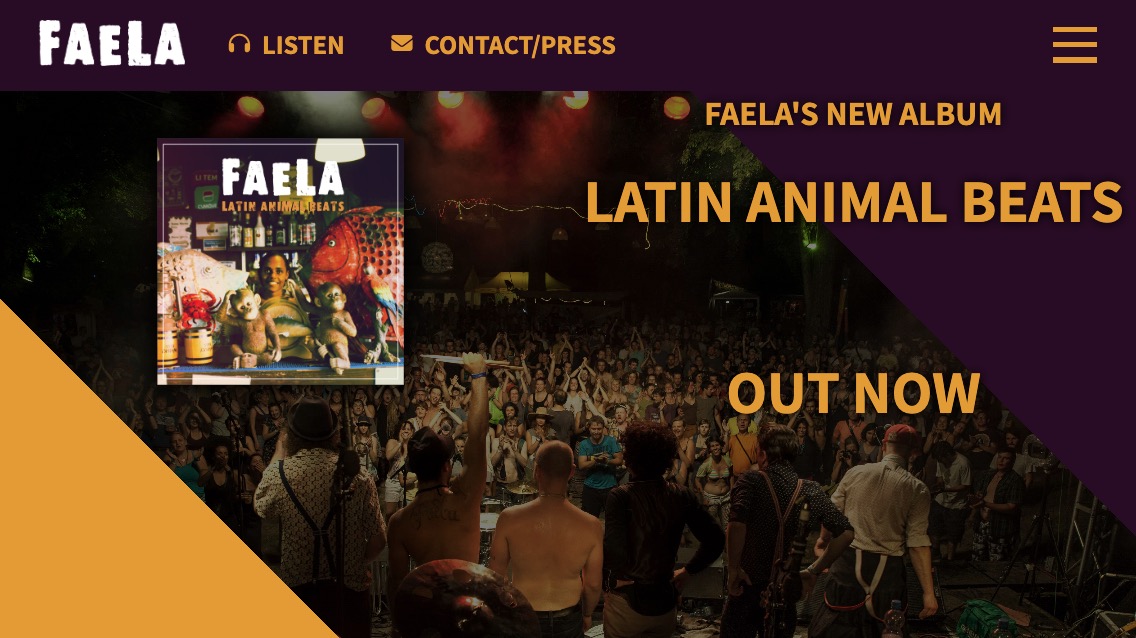 FAELA
LISTEN
CONTACT/PRESS
FAELA'S NEW ALBUM
LATIN ANIMAL BEATS
OUT NOW
FAELA
LATIN ANIMAL BEATS